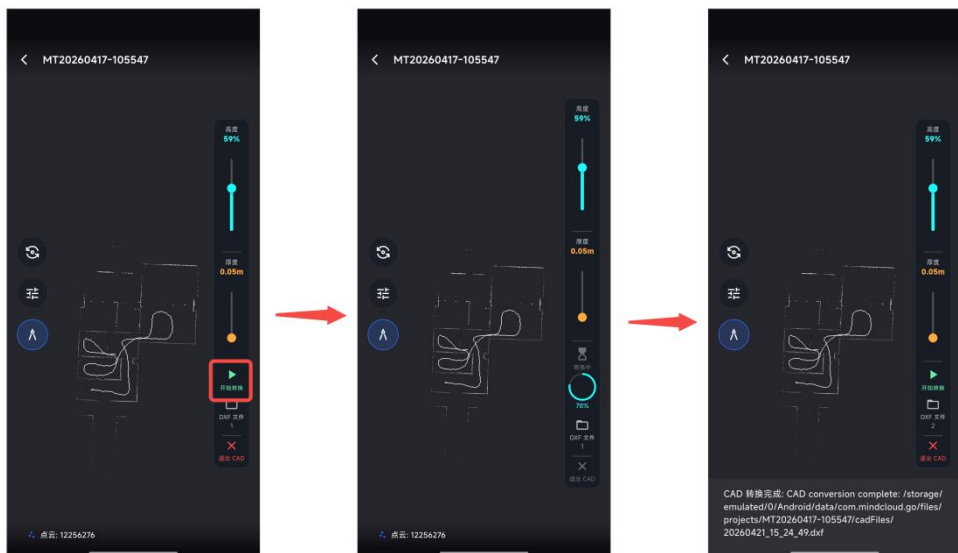 MT20260417-105547
高度
59%
厚度
0.05m
开始转换
DXF 文件
1
退出 CAD
点云: 12256276
MT20260417-105547
高度
59%
厚度
0.05m
转换中
78%
DXF 文件
1
退出 CAD
点云: 12256276
MT20260417-105547
高度
59%
厚度
0.05m
开始转换
DXF 文件
2
退出 CAD
CAD 转换完成: CAD conversion complete: /storage/
emulated/0/Android/data/com.mindcloud.go/files/
projects/MT20260417-105547/cadFiles/
20260421_15_24_49.dxf